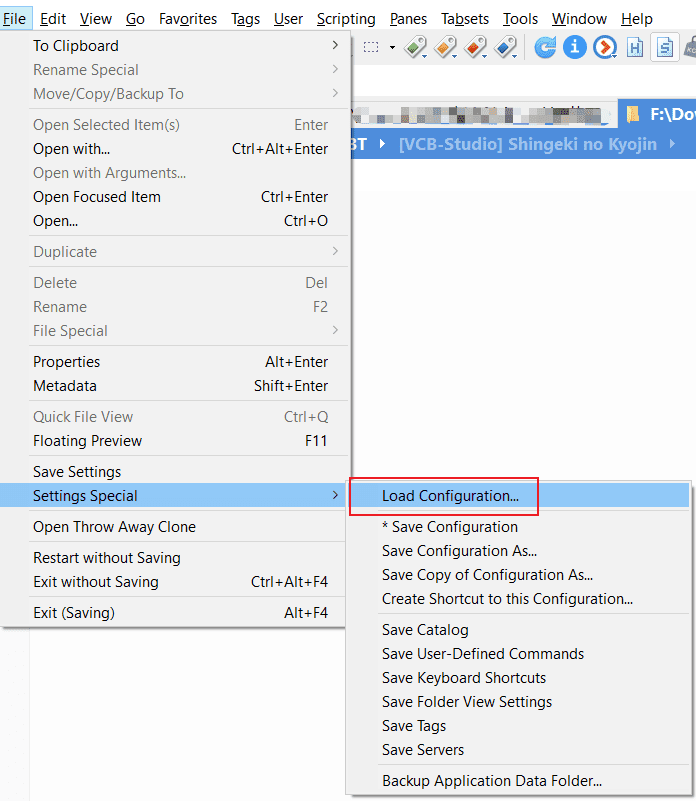 File Edit View Go Favorites Tags User Scripting Panes Tabsets Tools Window Help
F:\Dov
BT [VCB-Studio] Shingeki no Kyojin
To Clipboard
Rename Special
Move/Copy/Backup To
Open Selected Item(s) Enter
Open with... Ctrl+Alt+Enter
Open with Arguments...
Open Focused Item Ctrl+Enter
Open... Ctrl+O
Duplicate
Delete Del
Rename F2
File Special
Properties Alt+Enter
Metadata Shift+Enter
Quick File View Ctrl+Q
Floating Preview F11
Save Settings
Settings Special
Open Throw Away Clone
Restart without Saving
Exit without Saving Ctrl+Alt+F4
Exit (Saving) Alt+F4
Load Configuration...
* Save Configuration
Save Configuration As...
Save Copy of Configuration As...
Create Shortcut to this Configuration...
Save Catalog
Save User-Defined Commands
Save Keyboard Shortcuts
Save Folder View Settings
Save Tags
Save Servers
Backup Application Data Folder...